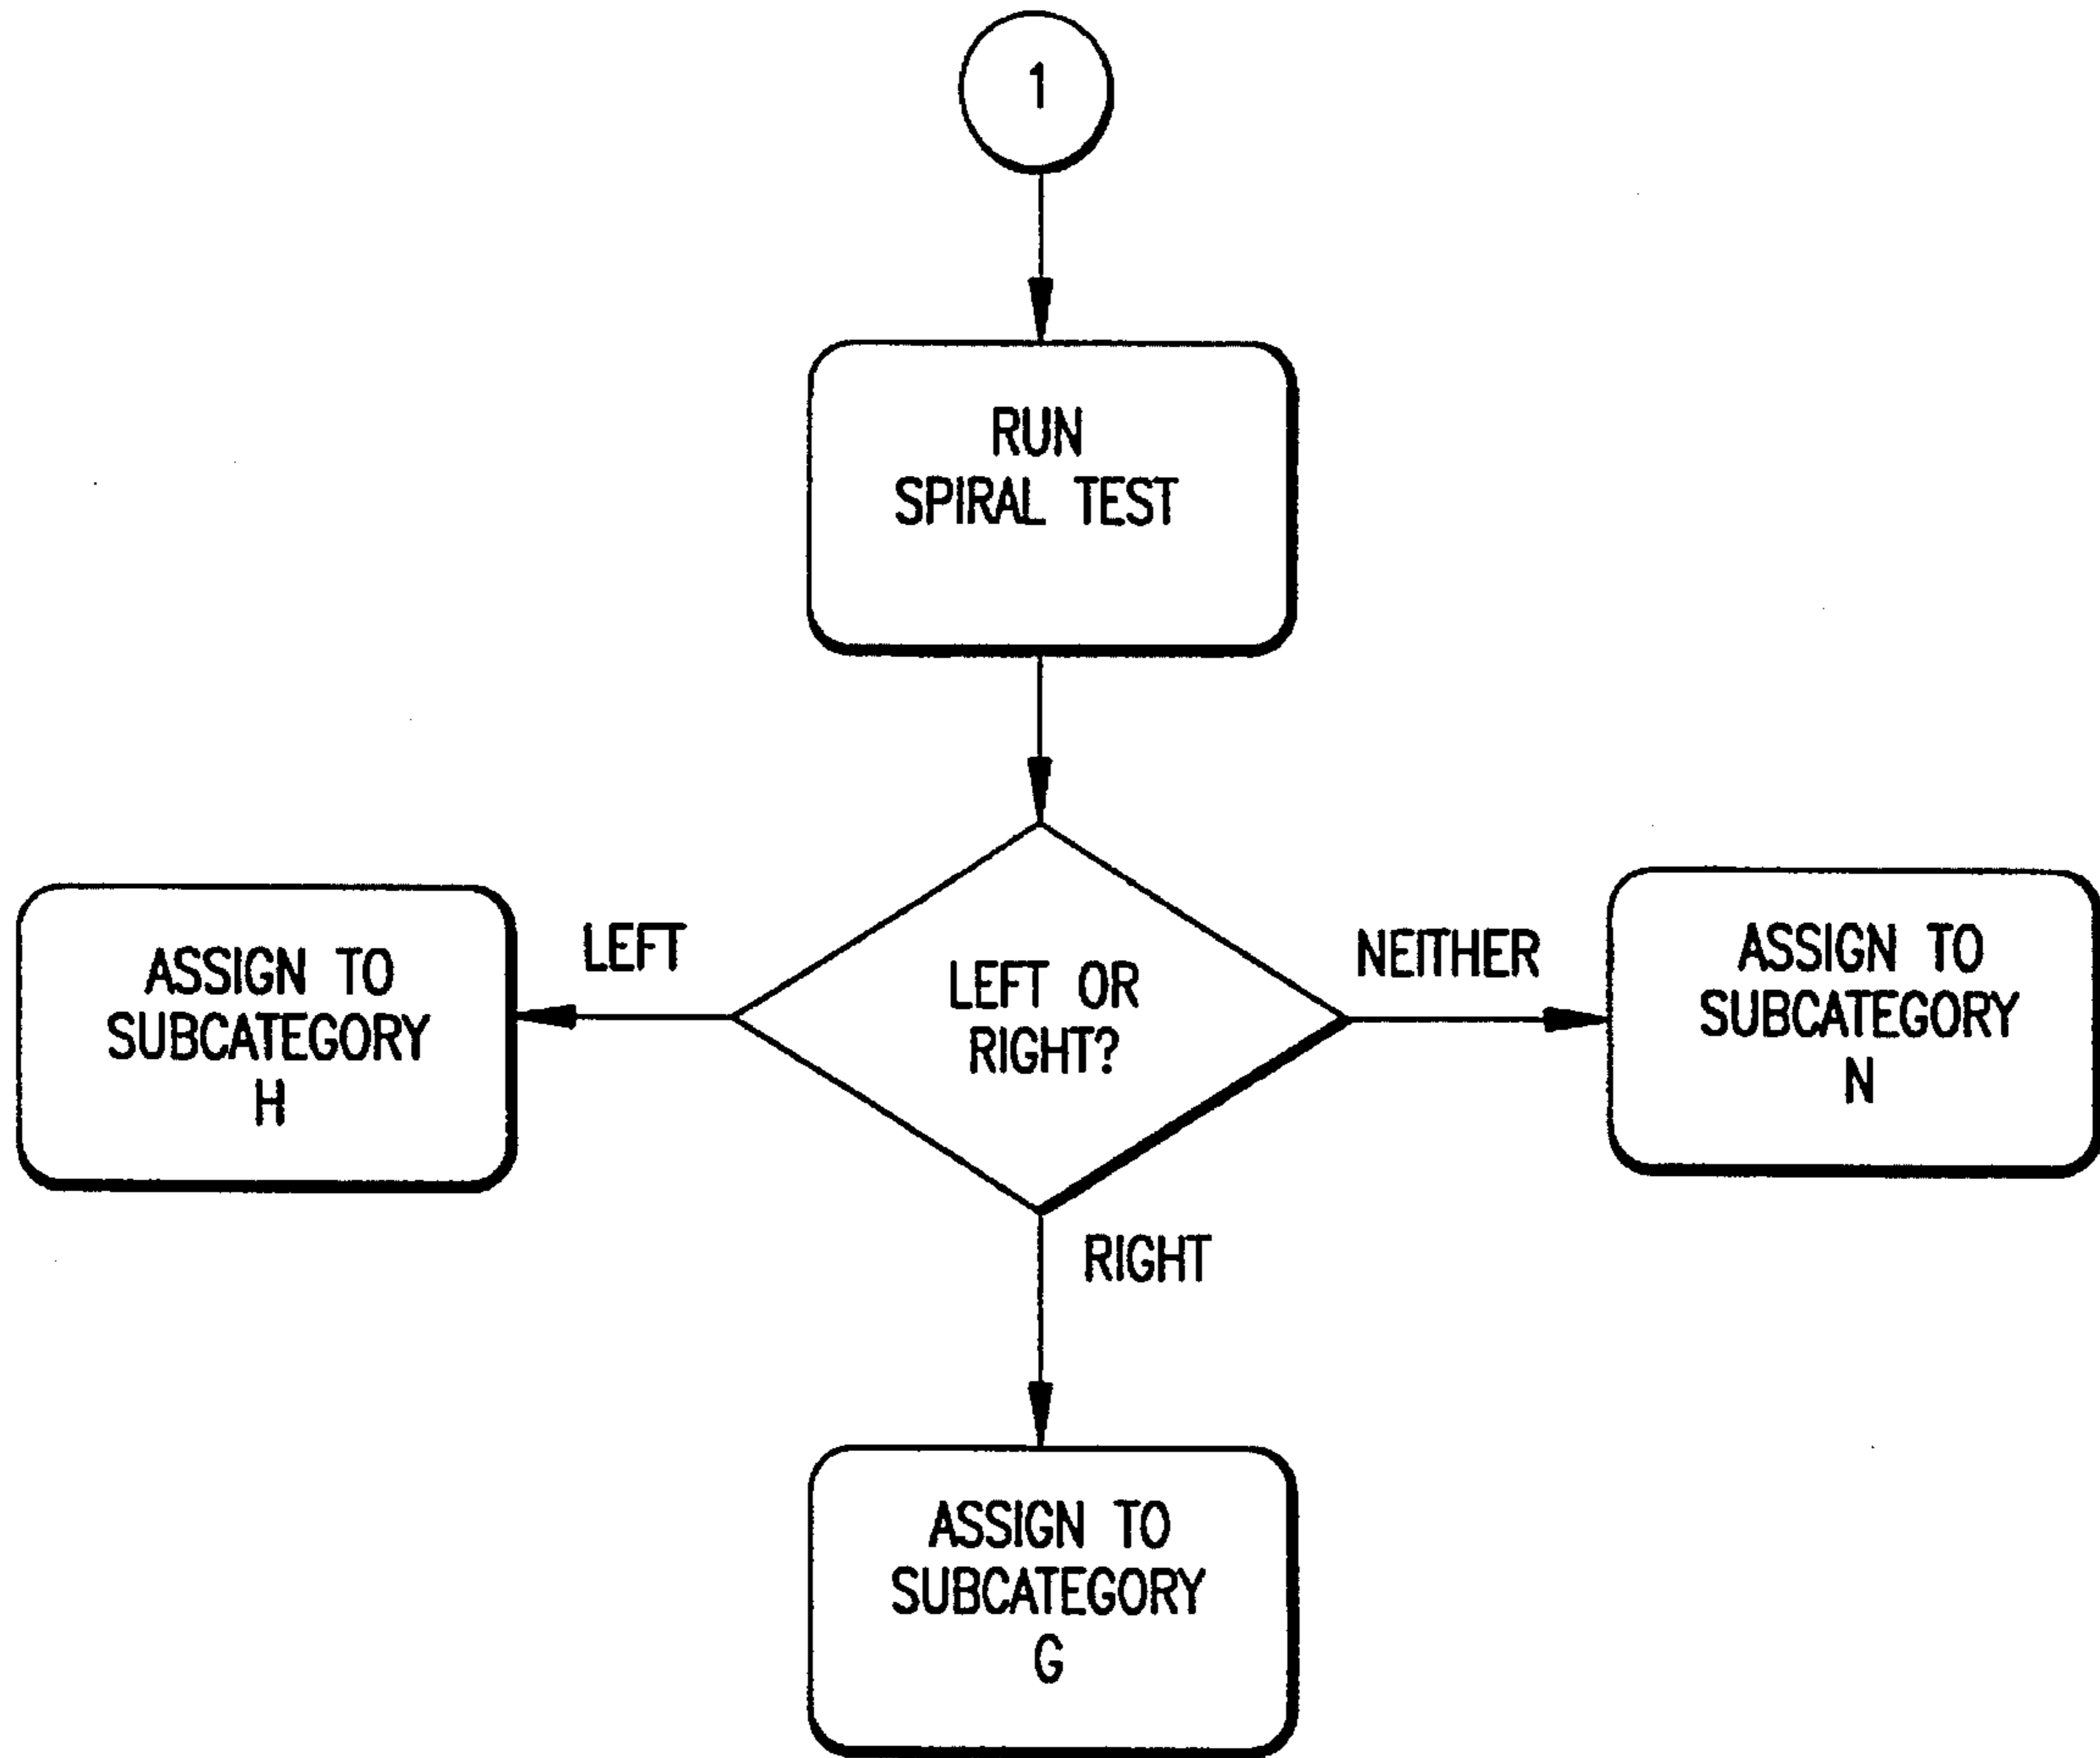 1
RUN
SPIRAL TEST
LEFT OR
RIGHT?
LEFT
ASSIGN TO
SUBCATEGORY
H
NEITHER
ASSIGN TO
SUBCATEGORY
N
RIGHT
ASSIGN TO
SUBCATEGORY
G